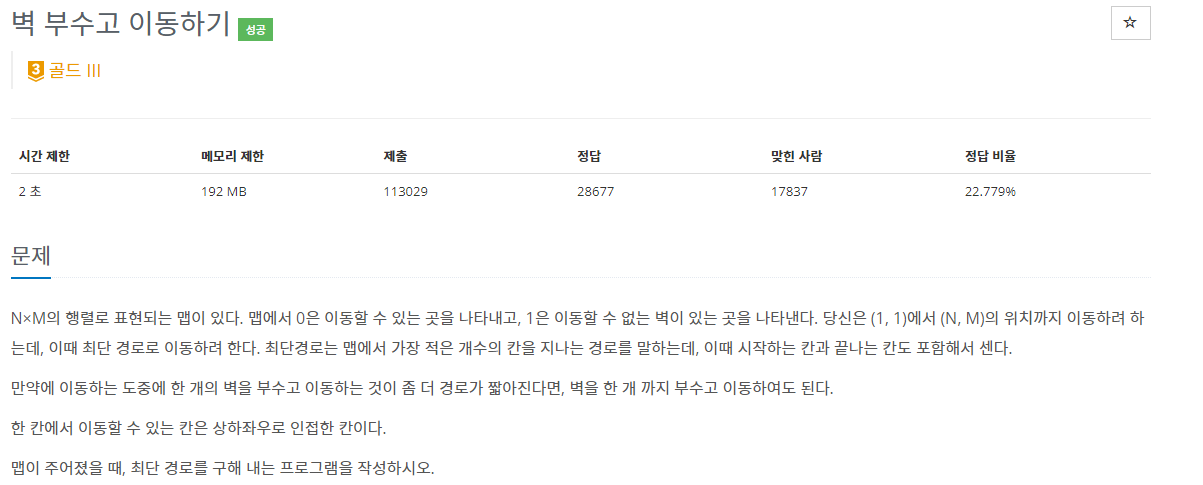 벽 부수고 이동하기 성공
☆
3 골드 III
시간 제한 메모리 제한 제출 정답 맞힌 사람 정답 비율
2 초 192 MB 113029 28677 17837 22.779%
문제
N×M의 행렬로 표현되는 맵이 있다. 맵에서 0은 이동할 수 있는 곳을 나타내고, 1은 이동할 수 없는 벽이 있는 곳을 나타낸다. 당신은 (1, 1)에서 (N, M)의 위치까지 이동하려 하
는데, 이때 최단 경로로 이동하려 한다. 최단경로는 맵에서 가장 적은 개수의 칸을 지나는 경로를 말하는데, 이때 시작하는 칸과 끝나는 칸도 포함해서 센다.
만약에 이동하는 도중에 한 개의 벽을 부수고 이동하는 것이 좀 더 경로가 짧아진다면, 벽을 한 개 까지 부수고 이동하여도 된다.
한 칸에서 이동할 수 있는 칸은 상하좌우로 인접한 칸이다.
맵이 주어졌을 때, 최단 경로를 구해 내는 프로그램을 작성하시오.